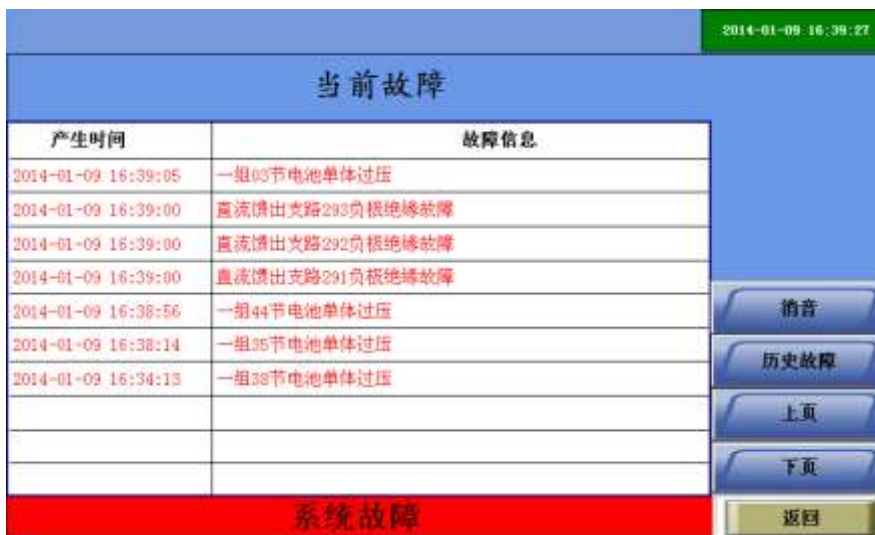 2014-01-09 16:39:27
当前故障
产生时间 故障信息
2014-01-09 16:39:05 一组03节电池单体过压
2014-01-09 16:39:00 直流馈出支路293负极绝缘故障
2014-01-09 16:39:00 直流馈出支路292负极绝缘故障
2014-01-09 16:39:00 直流馈出支路291负极绝缘故障
2014-01-09 16:38:56 一组44节电池单体过压
2014-01-09 16:38:14 一组35节电池单体过压
2014-01-09 16:34:13 一组38节电池单体过压
消音
历史故障
上页
下页
系统故障
返回